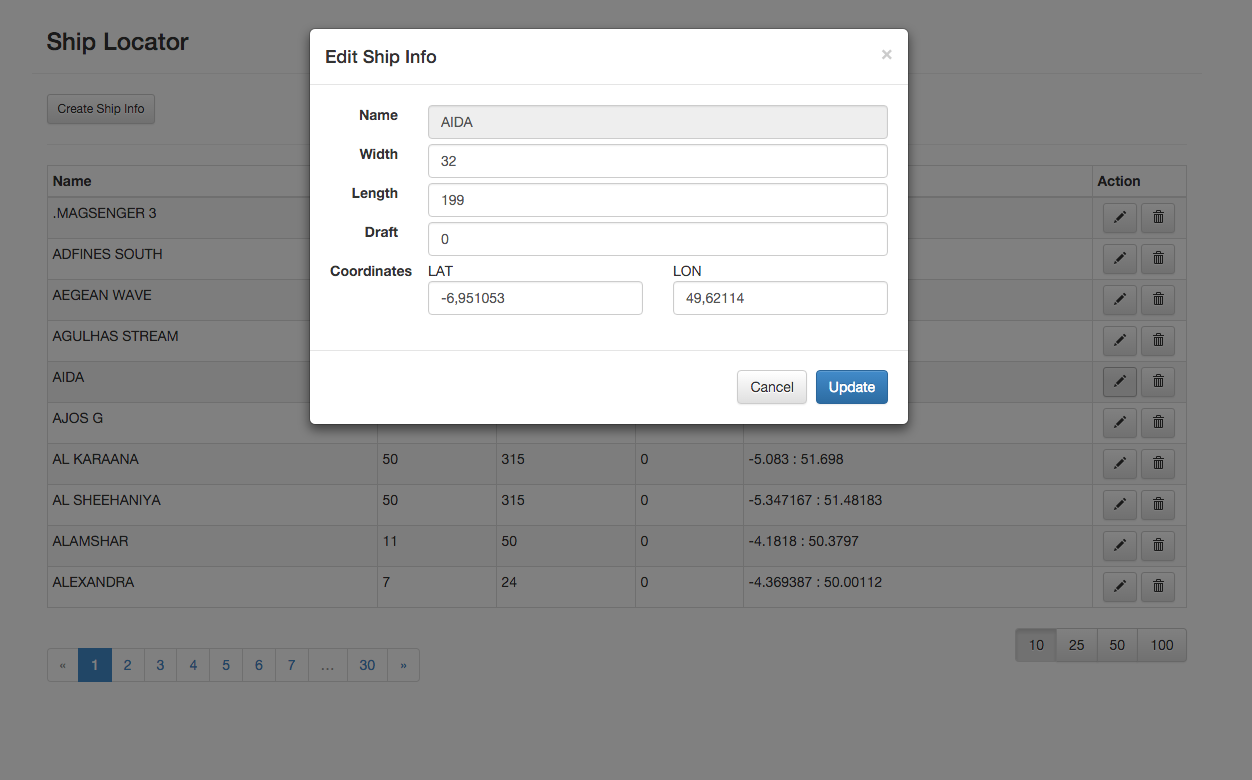 Ship Locator
Edit Ship Info
×
Create Ship Info
Name
AIDA
Width
32
Length
199
Draft
0
Coordinates
LAT
LON
-6,951053
49,62114
Cancel
Update
Name
Action
.MAGSENGER 3
ADFINES SOUTH
AEGEAN WAVE
AGULHAS STREAM
AIDA
AJOS G
AL KARAANA 50 315 0 -5.083 : 51.698
AL SHEEHANIYA 50 315 0 -5.347167 : 51.48183
ALAMSHAR 11 50 0 -4.1818 : 50.3797
ALEXANDRA 7 24 0 -4.369387 : 50.00112
« 1 2 3 4 5 6 7 … 30 »
10 25 50 100